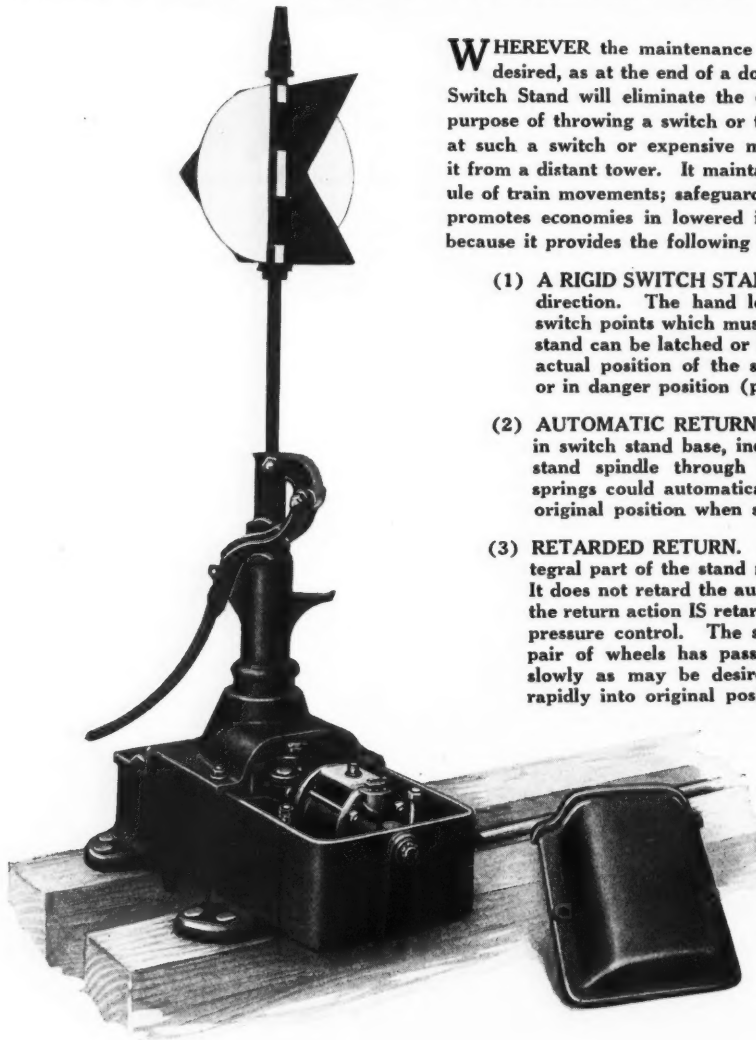 WHEREVER the maintenance
desired, as at the end of a do
Switch Stand will eliminate the
purpose of throwing a switch or t
at such a switch or expensive m
it from a distant tower. It mainta
ule of train movements; safeguard
promotes economies in lowered i
because it provides the following
(1) A RIGID SWITCH STAN
direction. The hand le
switch points which mus
stand can be latched or
actual position of the s
or in danger position (p
(2) AUTOMATIC RETURN
in switch stand base, inc
stand spindle through
springs could automatica
original position when s
(3) RETARDED RETURN.
tegral part of the stand
It does not retard the au
the return action IS retar
pressure control. The s
pair of wheels has pass
slowly as may be desire
rapidly into original pos